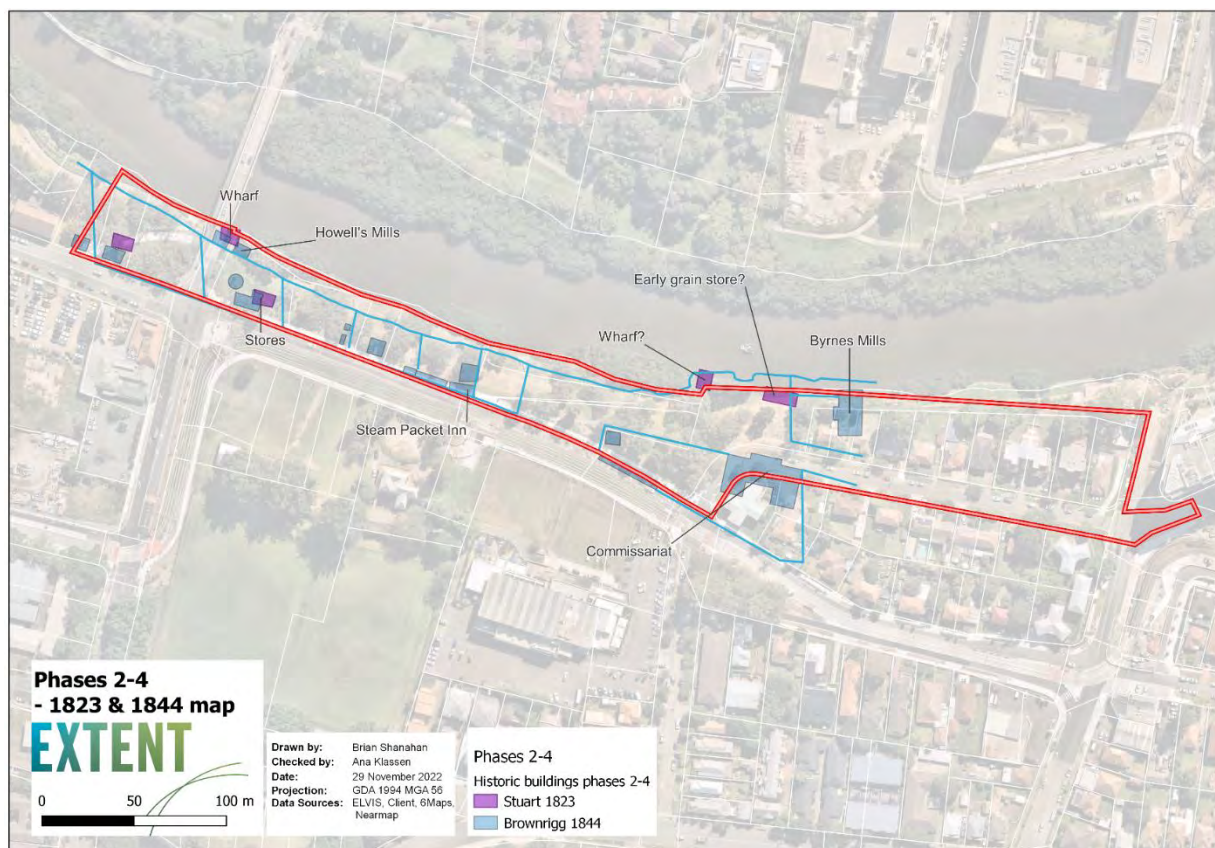 Wharf
Howell's Mills
Early grain store?
Wharf?
Byrnes Mills
Stores
Steam Packet Inn
Commissariat
Phases 2-4
- 1823 & 1844 map
EXTENT
0 50 100 m
Drawn by: Brian Shanahan
Checked by: Ana Klassen
Date: 29 November 2022
Projection: GDA 1994 MGA 56
Data Sources: ELVIS, Client, 6Maps,
Nearmap
Phases 2-4
Historic buildings phases 2-4
Stuart 1823
Brownrigg 1844